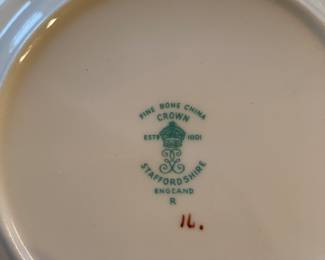 FINE BONE CHINA
CROWN
ESTD 1801
STAFFORDSHIRE
ENGLAND
R
16.